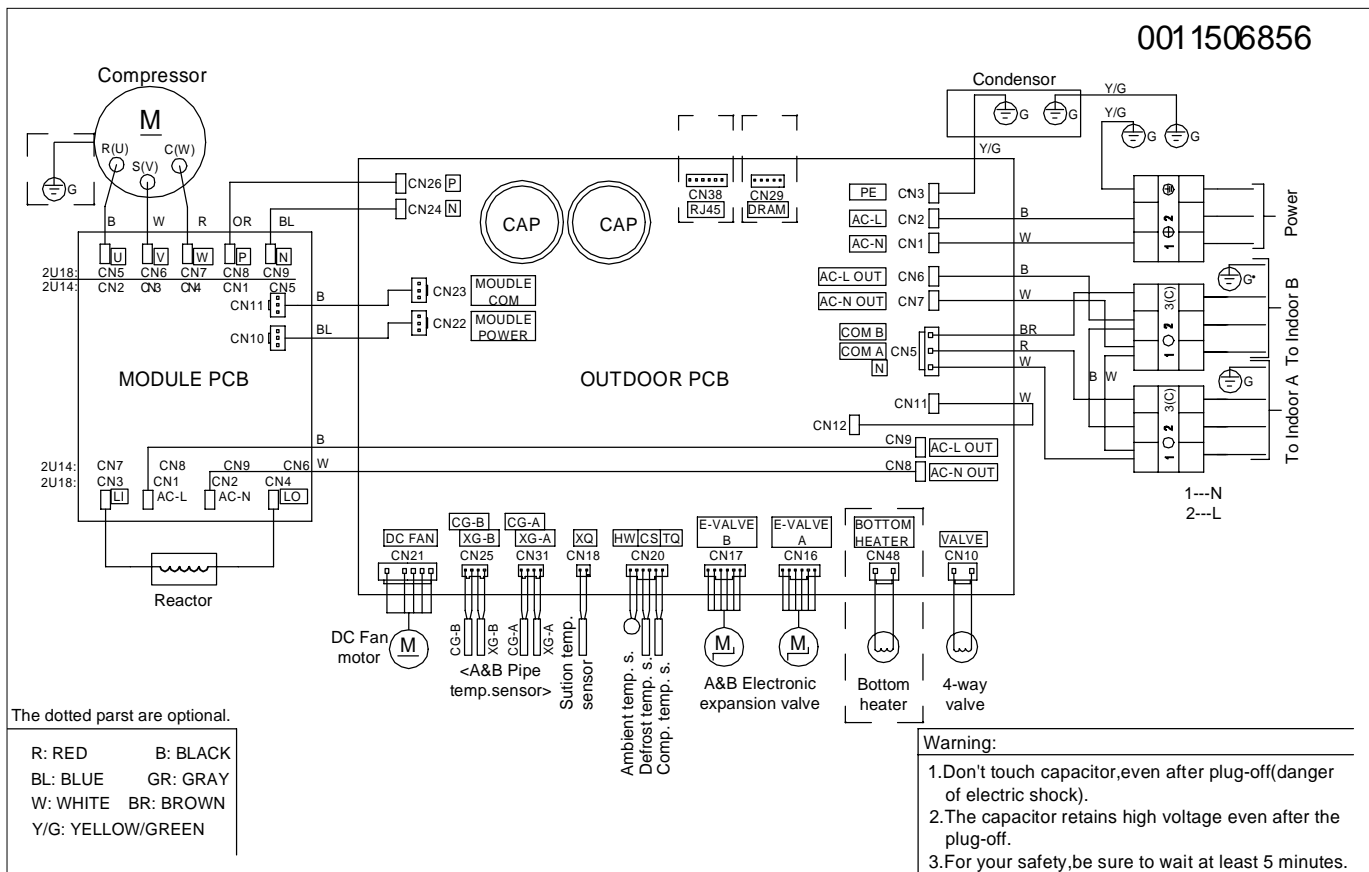 0011506856
Compressor
M
R(U)
S(V)
C(W)
G
B
W
R
OR
BL
U
V
W
P
N
2U18: CN5 CN6 CN7 CN8 CN9
2U14: CN2 CN3 CN4 CN1 CN5
CN11
CN10
B
BL
MODULE PCB
2U14: CN7 CN8 CN9 CN6
2U18: CN3 CN1 CN2 CN4
LI
AC-L
AC-N
LO
B
W
Reactor
CN26 P
CN24 N
CAP
CAP
CN38
RJ45
CN29
DRAM
CN23
MOUDLE
COM
CN22
MOUDLE
POWER
OUTDOOR PCB
PE CN3
AC-L CN2
AC-N CN1
AC-L OUT CN6
AC-N OUT CN7
COM B
COM A CN5
N
CN11
CN12
CN9 AC-L OUT
CN8 AC-N OUT
Condensor
G
G
Y/G
Y/G
Y/G
G
G
B
W
B
W
BR
R
W
W
B W
1 2
Power
1 2 3(C)
G
To Indoor B
1 2 3(C)
G
To Indoor A
1---N
2---L
DC FAN
CN21
CG-B
XG-B
CN25
CG-A
XG-A
CN31
XQ
CN18
HW CS TQ
CN20
E-VALVE
B
CN17
E-VALVE
A
CN16
BOTTOM
HEATER
CN48
VALVE
CN10
DC Fan
motor
M
CG-B
XG-B
CG-A
XG-A
<A&B Pipe
temp.sensor>
Sution temp.
sensor
Ambient temp. s.
Defrost temp. s.
Comp. temp. s.
M
M
A&B Electronic
expansion valve
Bottom
heater
4-way
valve
The dotted parst are optional.
R: RED B: BLACK
BL: BLUE GR: GRAY
W: WHITE BR: BROWN
Y/G: YELLOW/GREEN
Warning:
1.Don't touch capacitor,even after plug-off(danger
of electric shock).
2.The capacitor retains high voltage even after the
plug-off.
3.For your safety,be sure to wait at least 5 minutes.